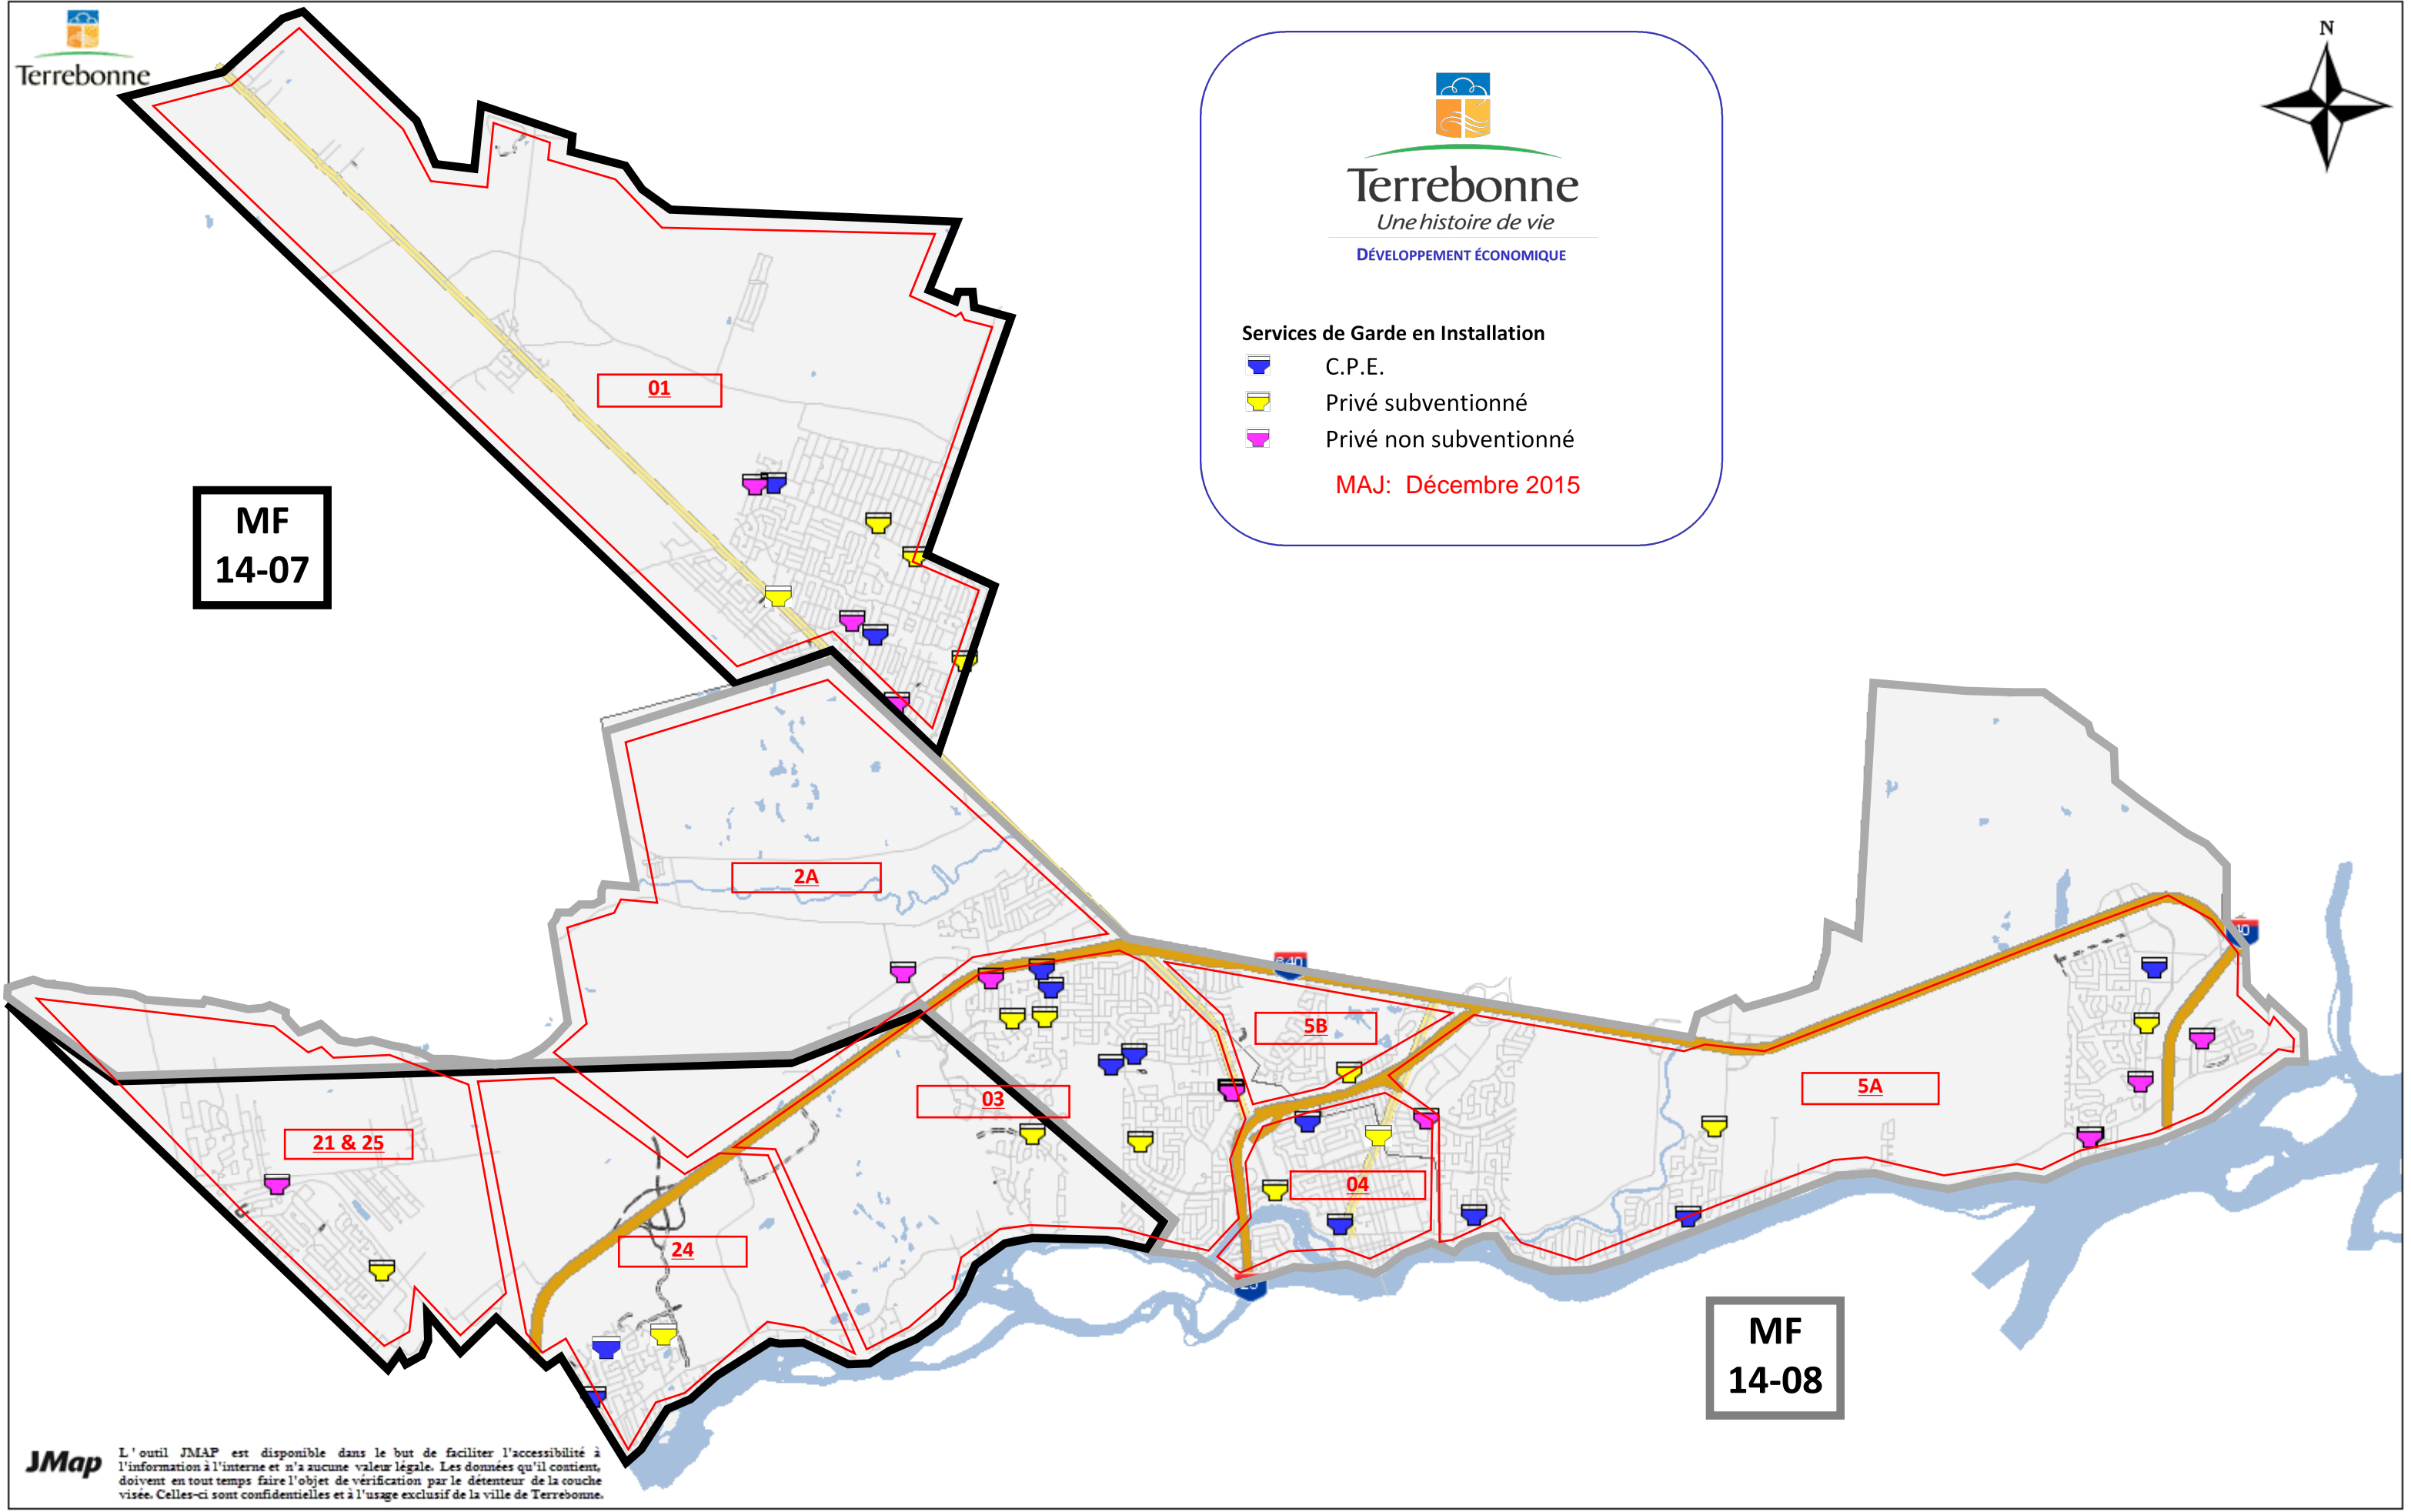 Terrebonne
N
Terrebonne
Une histoire de vie
DÉVELOPPEMENT ÉCONOMIQUE
Services de Garde en Installation
C.P.E.
Privé subventionné
Privé non subventionné
MAJ: Décembre 2015
01
MF
14-07
2A
5B
03
5A
21 & 25
04
24
MF
14-08
JMap
L'outil JMAP est disponible dans le but de faciliter l'accessibilité à
l'information à l'interne et n'a aucune valeur légale. Les données qu'il contient,
doivent en tout temps faire l'objet de vérification par le détenteur de la couche
visée. Celles-ci sont confidentielles et à l'usage exclusif de la ville de Terrebonne.